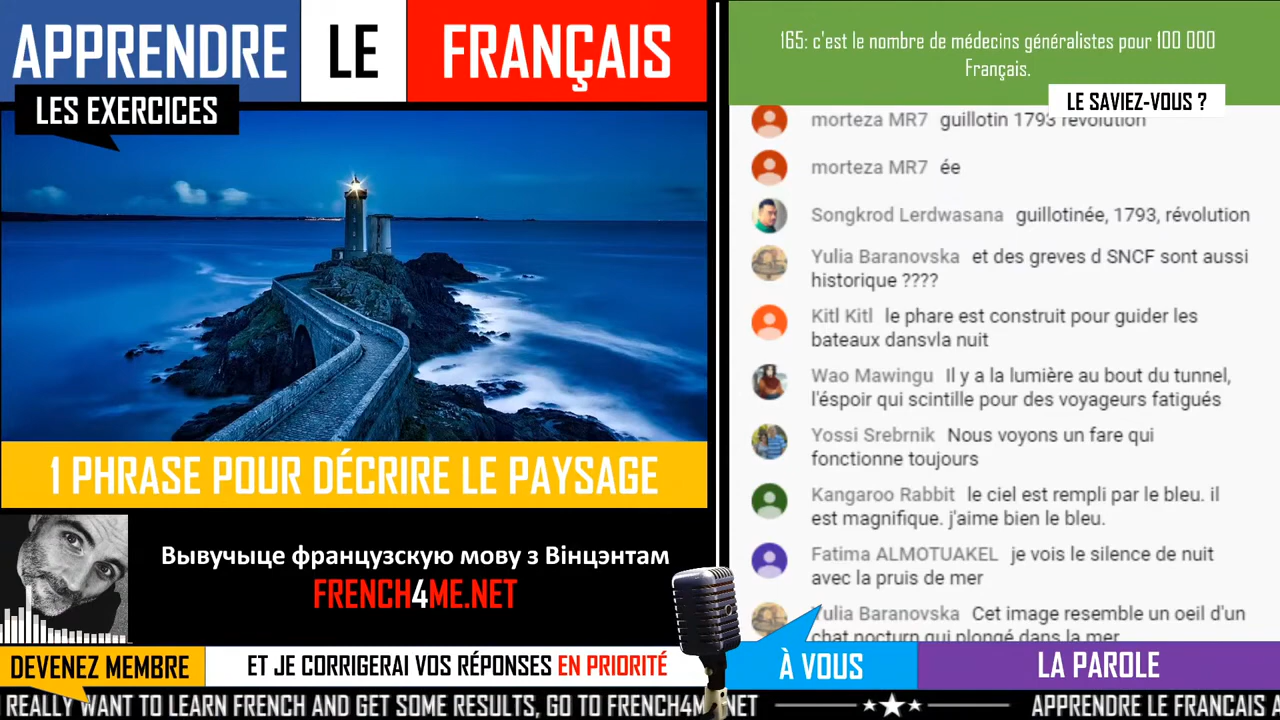 APPRENDRE LE FRANÇAIS
LES EXERCICES
1 PHRASE POUR DÉCRIRE LE PAYSAGE
Вывучыце французскую мову з Вінцэнтам
FRENCH4ME.NET
DEVENEZ MEMBRE
ET JE CORRIGERAI VOS RÉPONSES EN PRIORITÉ
165: c'est le nombre de médecins généralistes pour 100 000
Français.
LE SAVIEZ-VOUS ?
morteza MR7 guillotin 1793 révolution
morteza MR7 ée
Songkrod Lerdwasana guillotinée, 1793, révolution
Yulia Baranovska et des greves d SNCF sont aussi
historique ????
Kitl Kitl le phare est construit pour guider les
bateaux dansvla nuit
Wao Mawingu Il y a la lumière au bout du tunnel,
l'éspoir qui scintille pour des voyageurs fatigués
Yossi Srebrnik Nous voyons un fare qui
fonctionne toujours
Kangaroo Rabbit le ciel est rempli par le bleu. il
est magnifique. j'aime bien le bleu.
Fatima ALMOTUAKEL je vois le silence de nuit
avec la pruis de mer
Yulia Baranovska Cet image resemble un oeil d'un
chat nocturn qui plongé dans la mer
À VOUS
LA PAROLE
REALLY WANT TO LEARN FRENCH AND GET SOME RESULTS, GO TO FRENCH4M NET
APPRENDRE LE FRANCAIS A